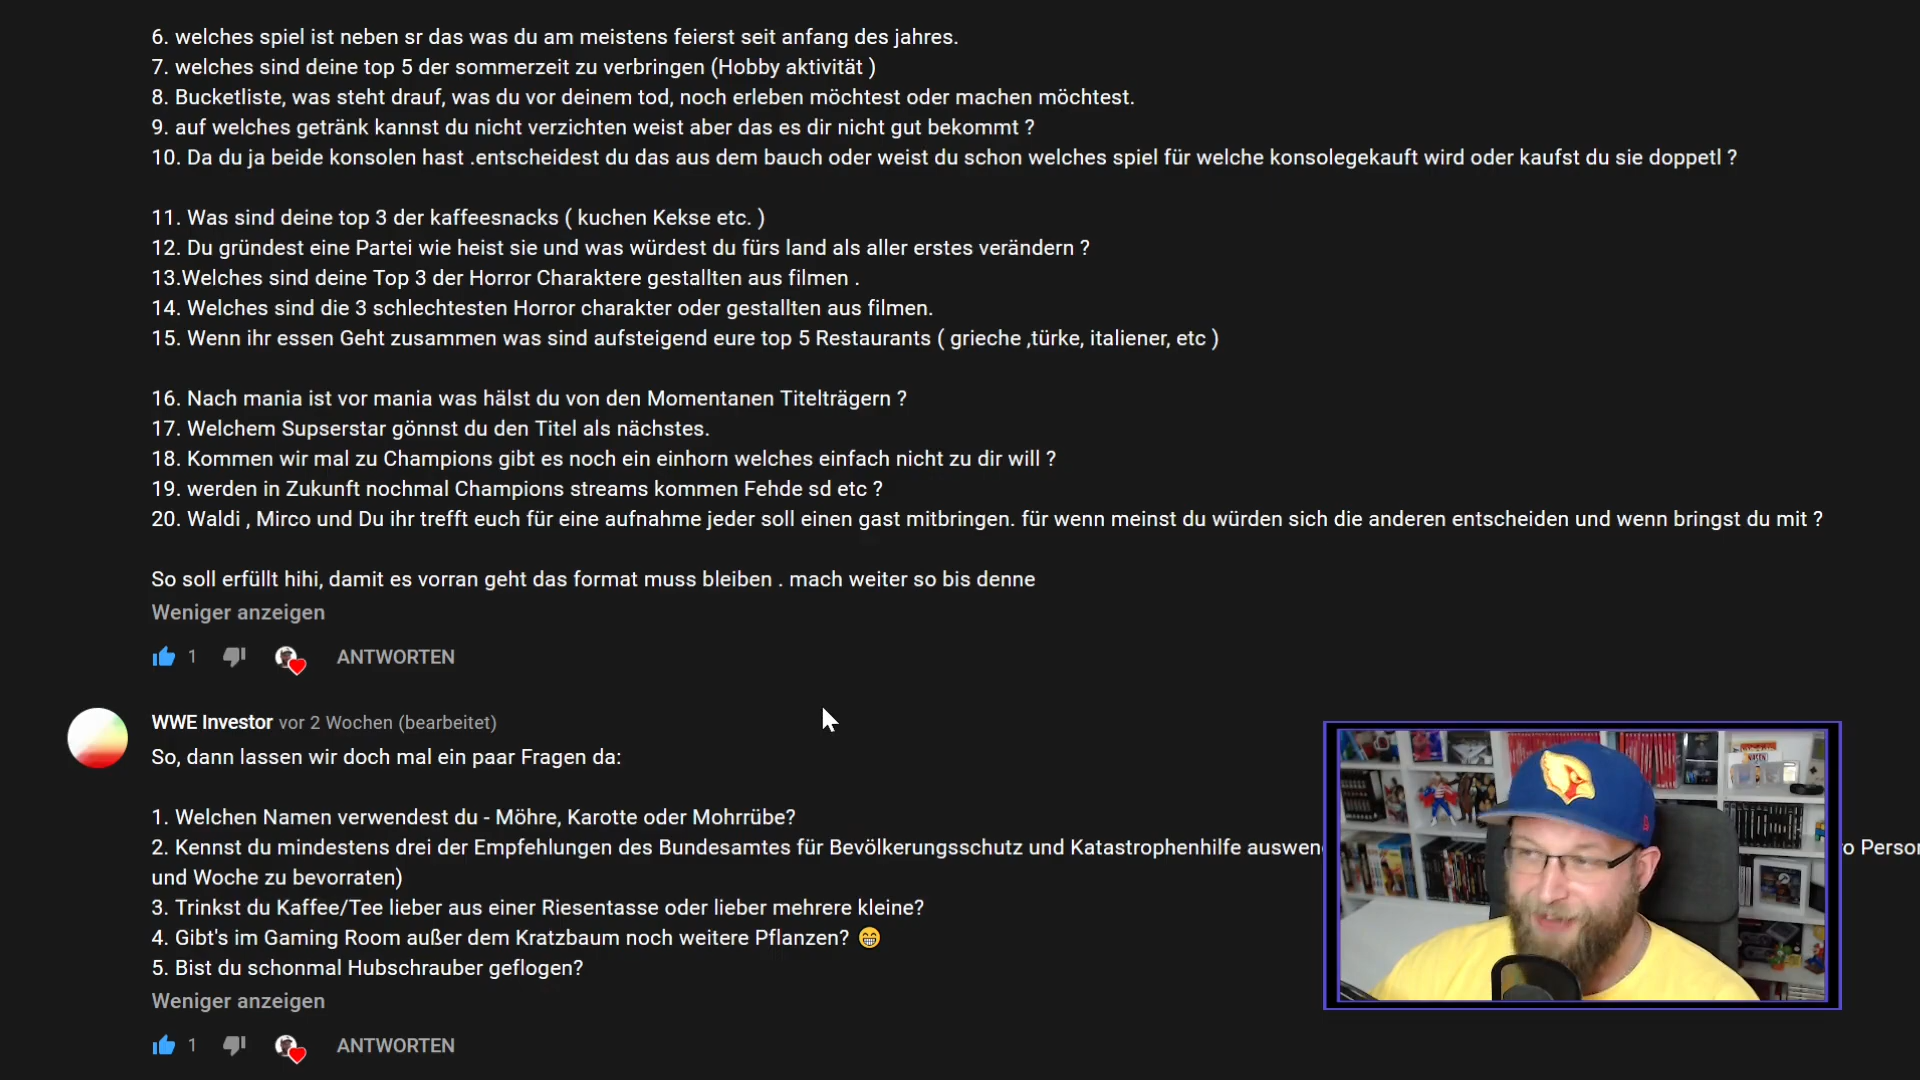 6. welches spiel ist neben sr das was du am meistens feierst seit anfang des jahres.
7. welches sind deine top 5 der sommerzeit zu verbringen (Hobby aktivität )
8. Bucketliste, was steht drauf, was du vor deinem tod, noch erleben möchtest oder machen möchtest.
9. auf welches getränk kannst du nicht verzichten weist aber das es dir nicht gut bekommt ?
10. Da du ja beide konsolen hast .entscheidest du das aus dem bauch oder weist du schon welches spiel für welche konsolegekauft wird oder kaufst du sie doppetl ?
11. Was sind deine top 3 der kaffeesnacks ( kuchen Kekse etc. )
12. Du gründest eine Partei wie heist sie und was würdest du fürs land als aller erstes verändern ?
13.Welches sind deine Top 3 der Horror Charaktere gestallten aus filmen .
14. Welches sind die 3 schlechtesten Horror charakter oder gestallten aus filmen.
15. Wenn ihr essen Geht zusammen was sind aufsteigend eure top 5 Restaurants ( grieche ,türke, italiener, etc )
16. Nach mania ist vor mania was hälst du von den Momentanen Titelträgern ?
17. Welchem Supserstar gönnst du den Titel als nächstes.
18. Kommen wir mal zu Champions gibt es noch ein einhorn welches einfach nicht zu dir will ?
19. werden in Zukunft nochmal Champions streams kommen Fehde sd etc ?
20. Waldi , Mirco und Du ihr trefft euch für eine aufnahme jeder soll einen gast mitbringen. für wenn meinst du würden sich die anderen entscheiden und wenn bringst du mit ?
So soll erfüllt hihi, damit es vorran geht das format muss bleiben . mach weiter so bis denne
Weniger anzeigen
1 ANTWORTEN
WWE Investor vor 2 Wochen (bearbeitet)
So, dann lassen wir doch mal ein paar Fragen da:
1. Welchen Namen verwendest du - Möhre, Karotte oder Mohrrübe?
2. Kennst du mindestens drei der Empfehlungen des Bundesamtes für Bevölkerungsschutz und Katastrophenhilfe auswen o Person
und Woche zu bevorraten)
3. Trinkst du Kaffee/Tee lieber aus einer Riesentasse oder lieber mehrere kleine?
4. Gibt's im Gaming Room außer dem Kratzbaum noch weitere Pflanzen? 😁
5. Bist du schonmal Hubschrauber geflogen?
Weniger anzeigen
1 ANTWORTEN